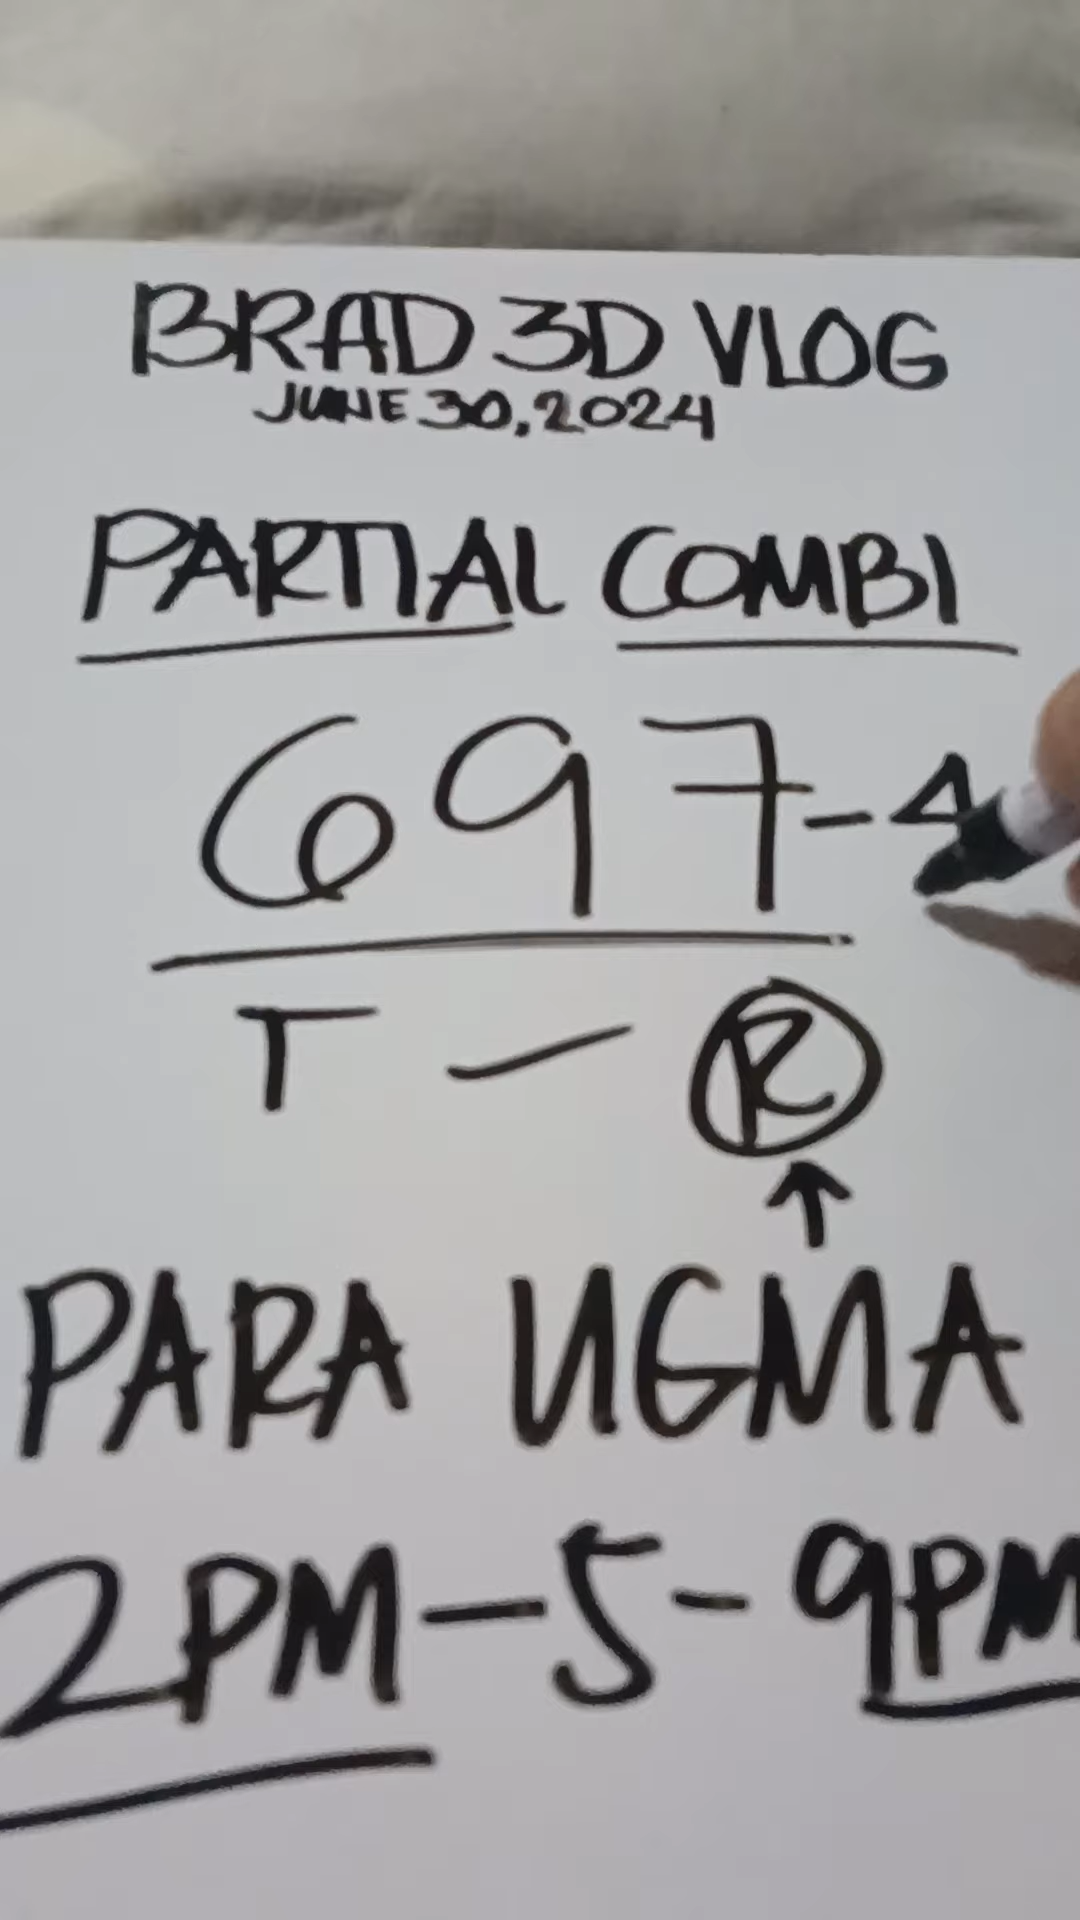 BRAD 3D VLOG
JUNE 30, 2024
PARTIAL COMBI
697-4
T - R
PARA UGMA
2PM-5-9PM